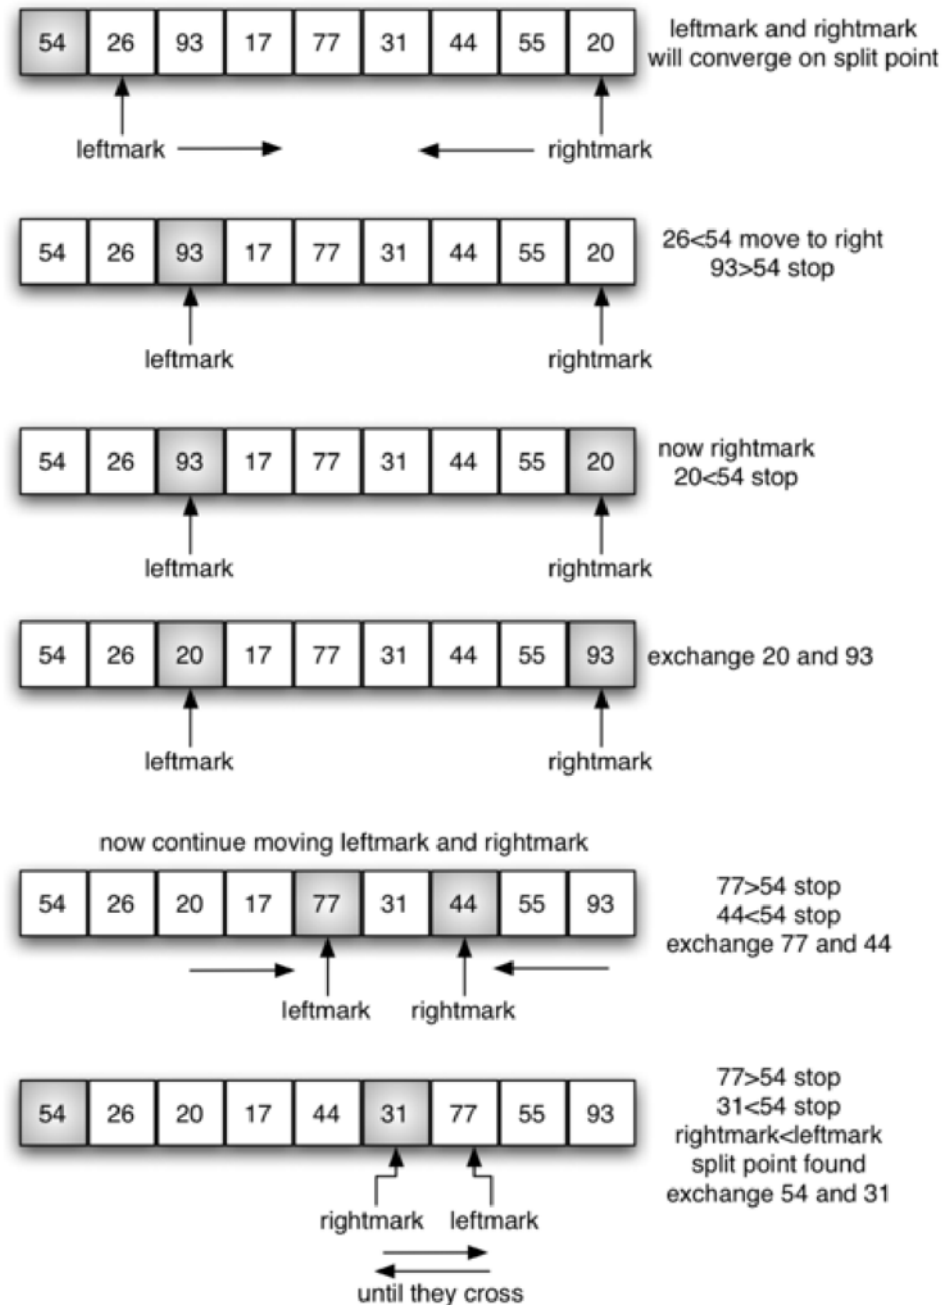 54 26 93 17 77 31 44 55 20
leftmark and rightmark
will converge on split point
leftmark rightmark
54 26 93 17 77 31 44 55 20
26<54 move to right
93>54 stop
leftmark rightmark
54 26 93 17 77 31 44 55 20
now rightmark
20<54 stop
leftmark rightmark
54 26 20 17 77 31 44 55 93
exchange 20 and 93
leftmark rightmark
now continue moving leftmark and rightmark
54 26 20 17 77 31 44 55 93
77>54 stop
44<54 stop
exchange 77 and 44
leftmark rightmark
54 26 20 17 44 31 77 55 93
77>54 stop
31<54 stop
rightmark<leftmark
split point found
exchange 54 and 31
rightmark leftmark
until they cross